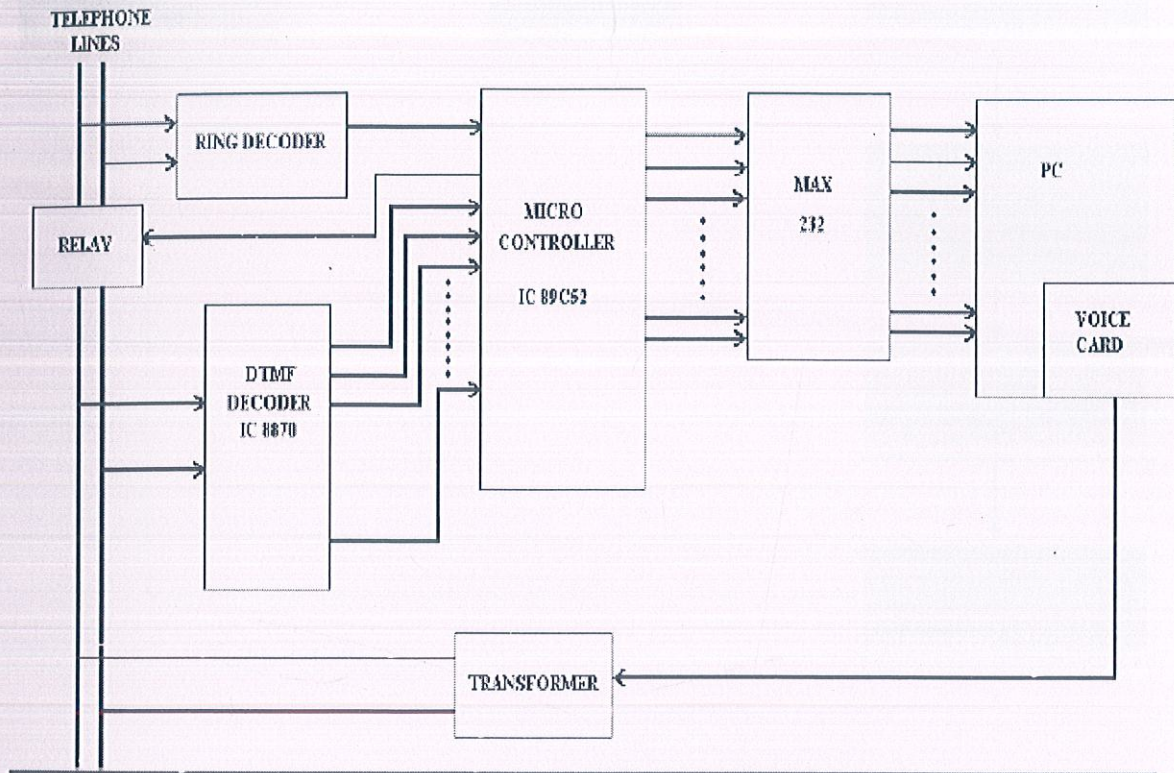 TELEPHONE
LINES
RING DECODER
RELAY
MICRO
CONTROLLER
IC 89C52
MAX
232
PC
VOICE
CARD
DTMF
DECODER
IC 8870
TRANSFORMER